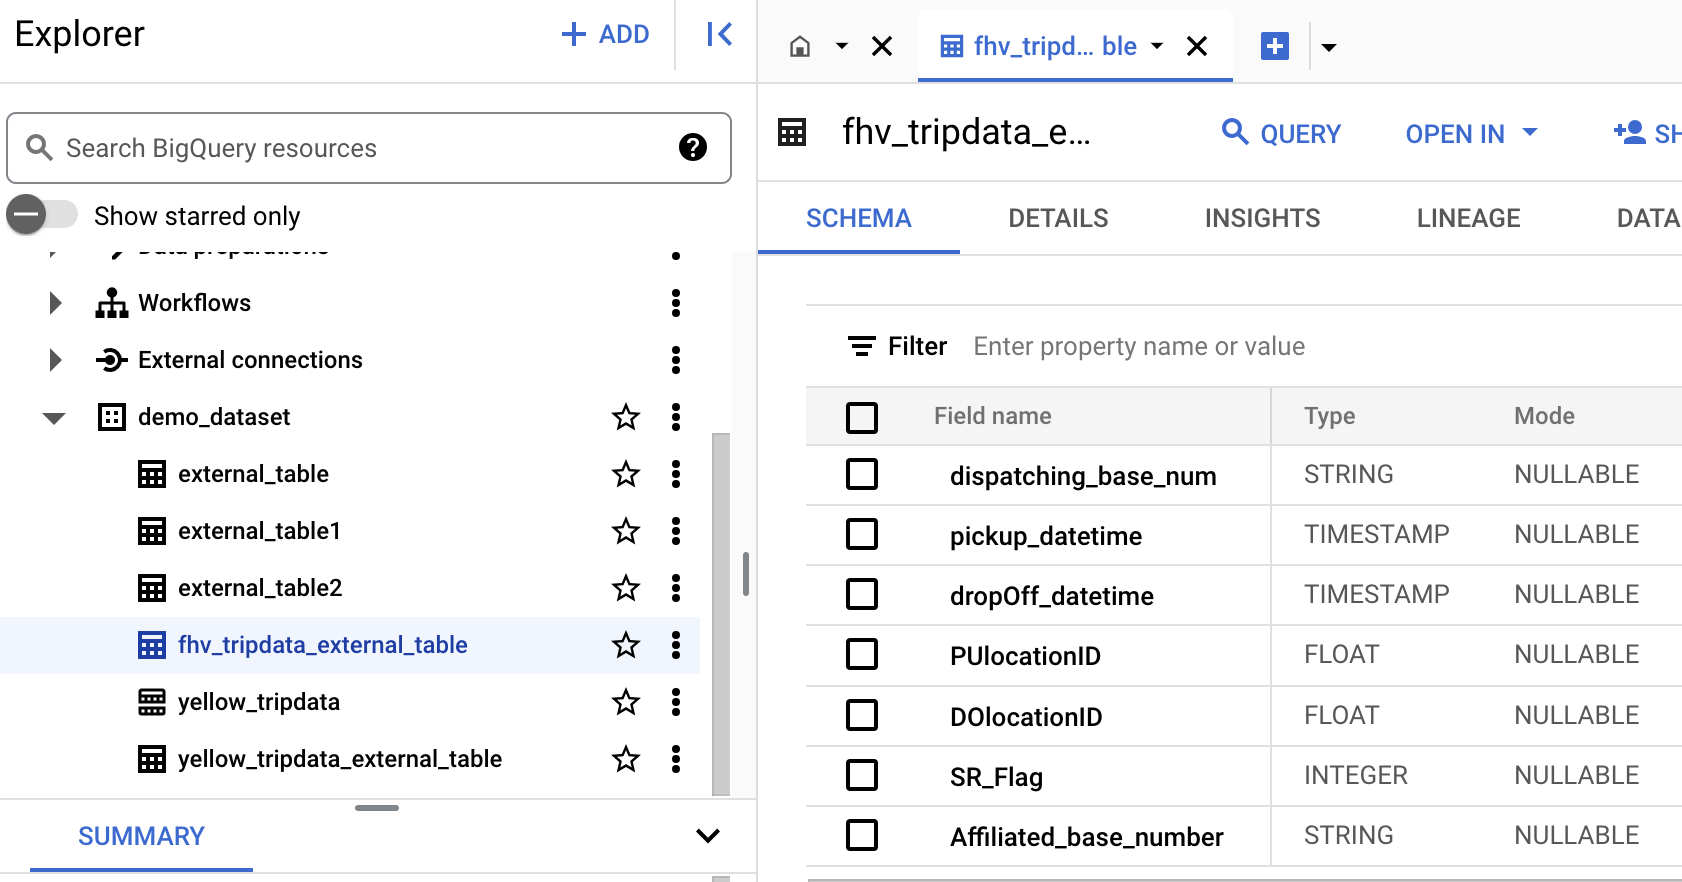 Explorer
ADD
Search BigQuery resources
Show starred only
Data preparations
Workflows
External connections
demo_dataset
external_table
external_table1
external_table2
fhv_tripdata_external_table
yellow_tripdata
yellow_tripdata_external_table
SUMMARY
fhv_tripd... ble
fhv_tripdata_e...
QUERY
OPEN IN
SH
SCHEMA
DETAILS
INSIGHTS
LINEAGE
DATA
Filter Enter property name or value
Field name Type Mode
dispatching_base_num STRING NULLABLE
pickup_datetime TIMESTAMP NULLABLE
dropOff_datetime TIMESTAMP NULLABLE
PUlocationID FLOAT NULLABLE
DOlocationID FLOAT NULLABLE
SR_Flag INTEGER NULLABLE
Affiliated_base_number STRING NULLABLE